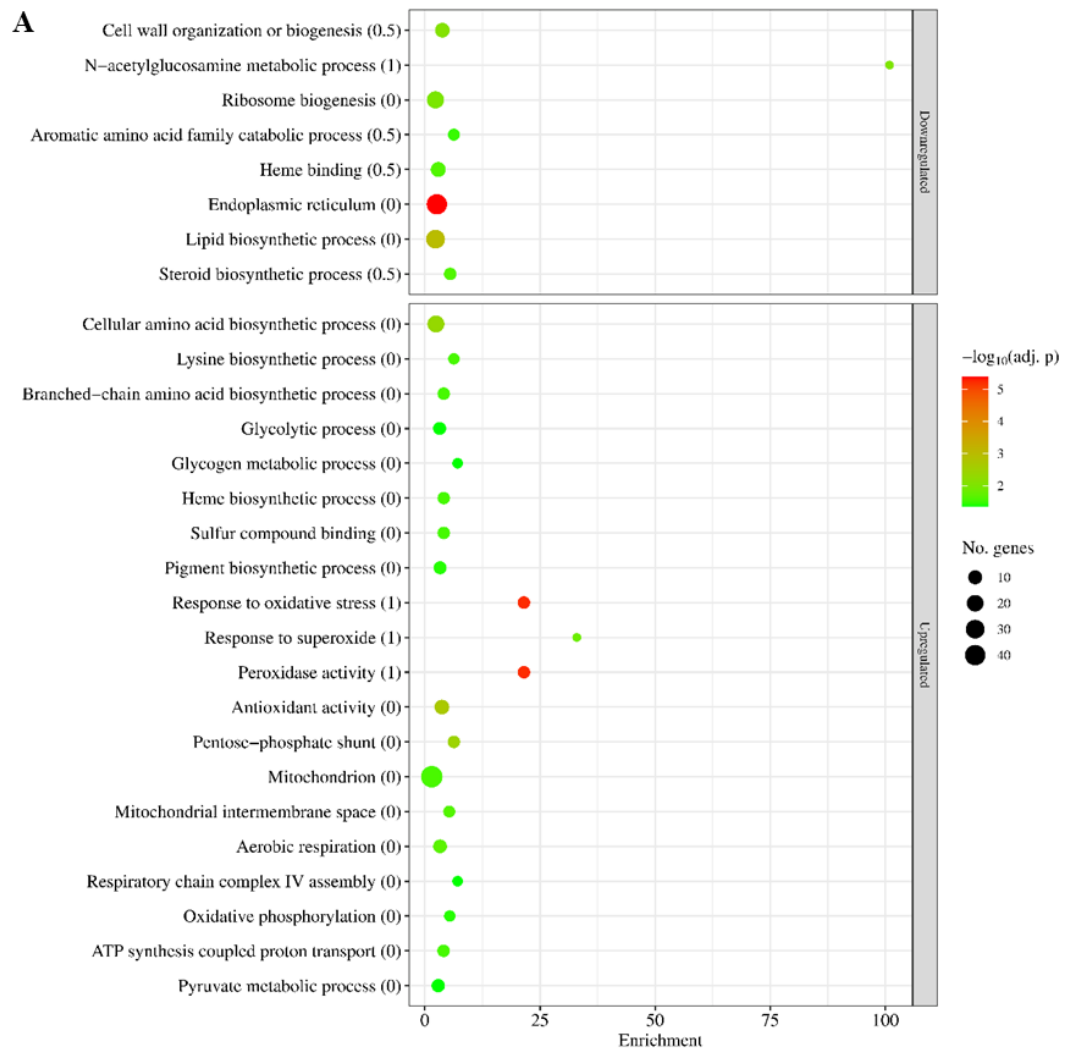 A
Cell wall organization or biogenesis (0.5)
N−acetylglucosamine metabolic process (1)
Ribosome biogenesis (0)
Aromatic amino acid family catabolic process (0.5)
Heme binding (0.5)
Endoplasmic reticulum (0)
Lipid biosynthetic process (0)
Steroid biosynthetic process (0.5)
Downregulated
Cellular amino acid biosynthetic process (0)
Lysine biosynthetic process (0)
Branched−chain amino acid biosynthetic process (0)
Glycolytic process (0)
Glycogen metabolic process (0)
Heme biosynthetic process (0)
Sulfur compound binding (0)
Pigment biosynthetic process (0)
Response to oxidative stress (1)
Response to superoxide (1)
Peroxidase activity (1)
Antioxidant activity (0)
Pentose−phosphate shunt (0)
Mitochondrion (0)
Mitochondrial intermembrane space (0)
Aerobic respiration (0)
Respiratory chain complex IV assembly (0)
Oxidative phosphorylation (0)
ATP synthesis coupled proton transport (0)
Pyruvate metabolic process (0)
Upregulated
0 25 50 75 100
Enrichment
−log₁₀(adj. p)
5
4
3
2
No. genes
10
20
30
40